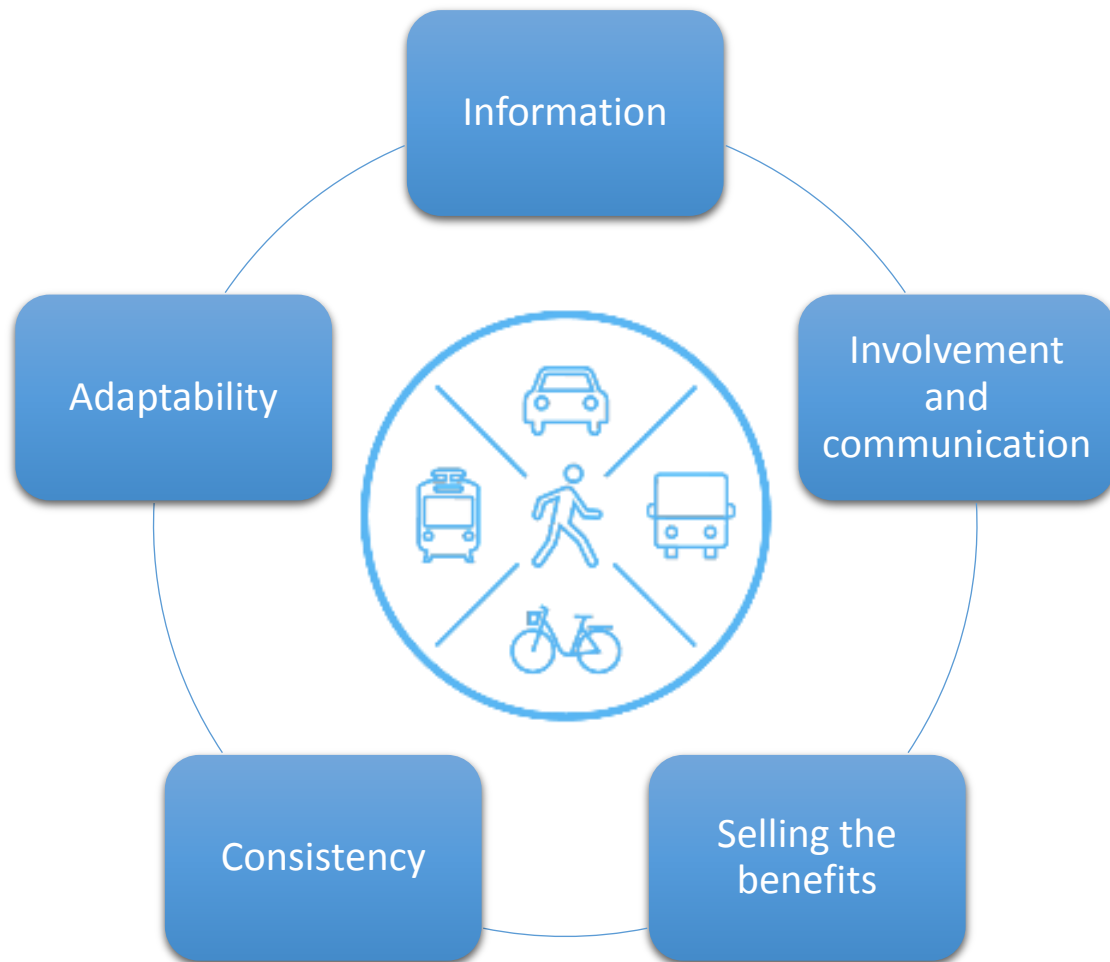 Information
Involvement
and
communication
Selling the
benefits
Consistency
Adaptability